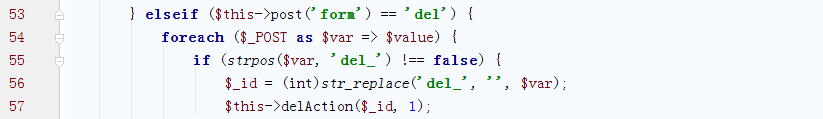 53 } elseif ($this->post('form') == 'del') {
54 foreach ($_POST as $var => $value) {
55 if (strpos($var, 'del_') !== false) {
56 $_id = (int)str_replace('del_', '', $var);
57 $this->delAction($_id, 1);